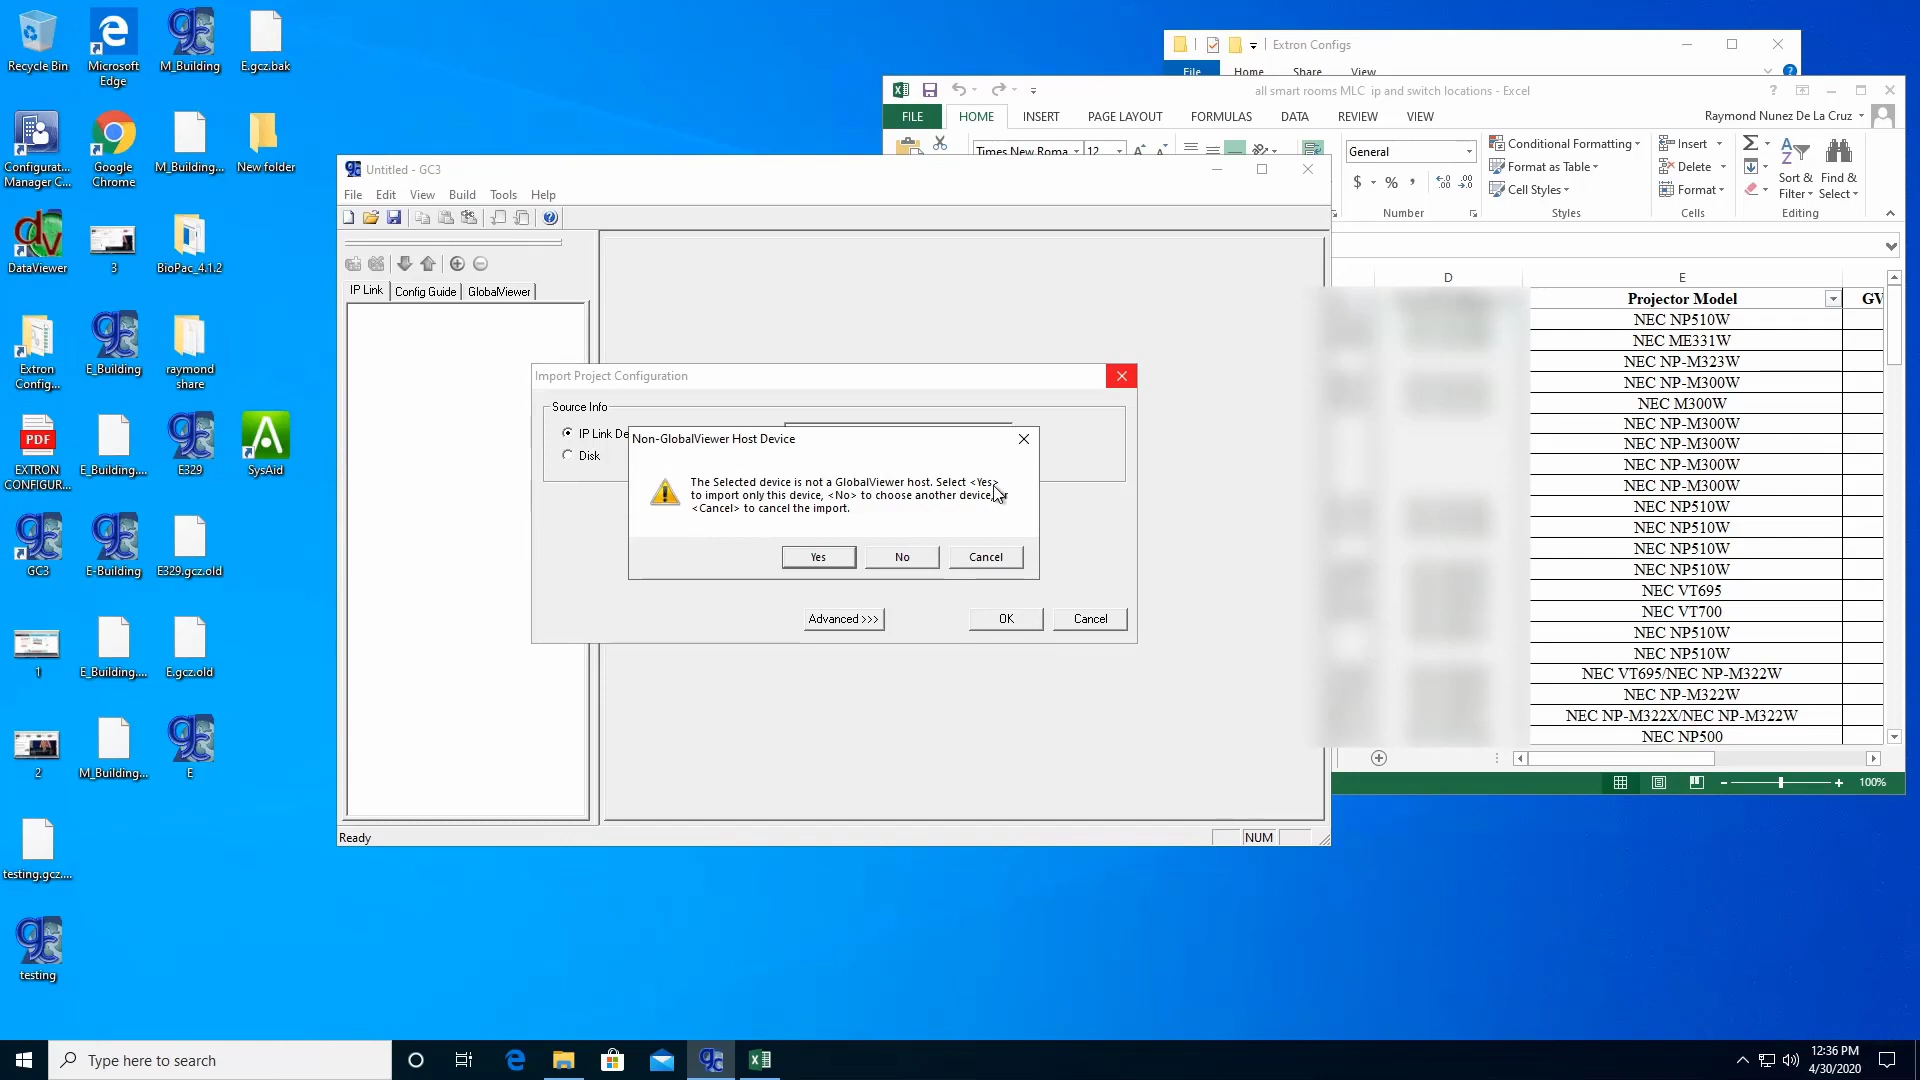 Recycle Bin
Microsoft Edge
M_Building
E.gcz.bak
Configurat... Manager C...
Google Chrome
M_Building...
New folder
DataViewer
3
BioPac_4.1.2
Extron Config...
E_Building
raymond share
PDF
EXTRON CONFIGUR...
E_Building....
E329
SysAid
GC3
E-Building
E329.gcz.old
1
E_Building....
E.gcz.old
2
M_Building...
E
testing.gcz....
testing
Extron Configs
File Home Share View
all smart rooms MLC ip and switch locations - Excel
FILE HOME INSERT PAGE LAYOUT FORMULAS DATA REVIEW VIEW
Raymond Nunez De La Cruz
Times New Roma 12
General
$ % ,
Number
Conditional Formatting
Format as Table
Cell Styles
Styles
Insert
Delete
Format
Cells
Sort & Filter
Find & Select
Editing
D E
Projector Model
GV
NEC NP510W
NEC ME331W
NEC NP-M323W
NEC NP-M300W
NEC M300W
NEC NP-M300W
NEC NP-M300W
NEC NP-M300W
NEC NP-M300W
NEC NP510W
NEC NP510W
NEC NP510W
NEC NP510W
NEC VT695
NEC VT700
NEC NP510W
NEC NP510W
NEC VT695/NEC NP-M322W
NEC NP-M322W
NEC NP-M322X/NEC NP-M322W
NEC NP500
100%
Untitled - GC3
File Edit View Build Tools Help
IP Link Config Guide GlobalViewer
Import Project Configuration
Source Info
IP Link De
Disk
Non-GlobalViewer Host Device
The Selected device is not a GlobalViewer host. Select <Yes>
to import only this device, <No> to choose another device,
<Cancel> to cancel the import.
Yes No Cancel
Advanced >>> OK Cancel
Ready
NUM
Type here to search
12:36 PM
4/30/2020